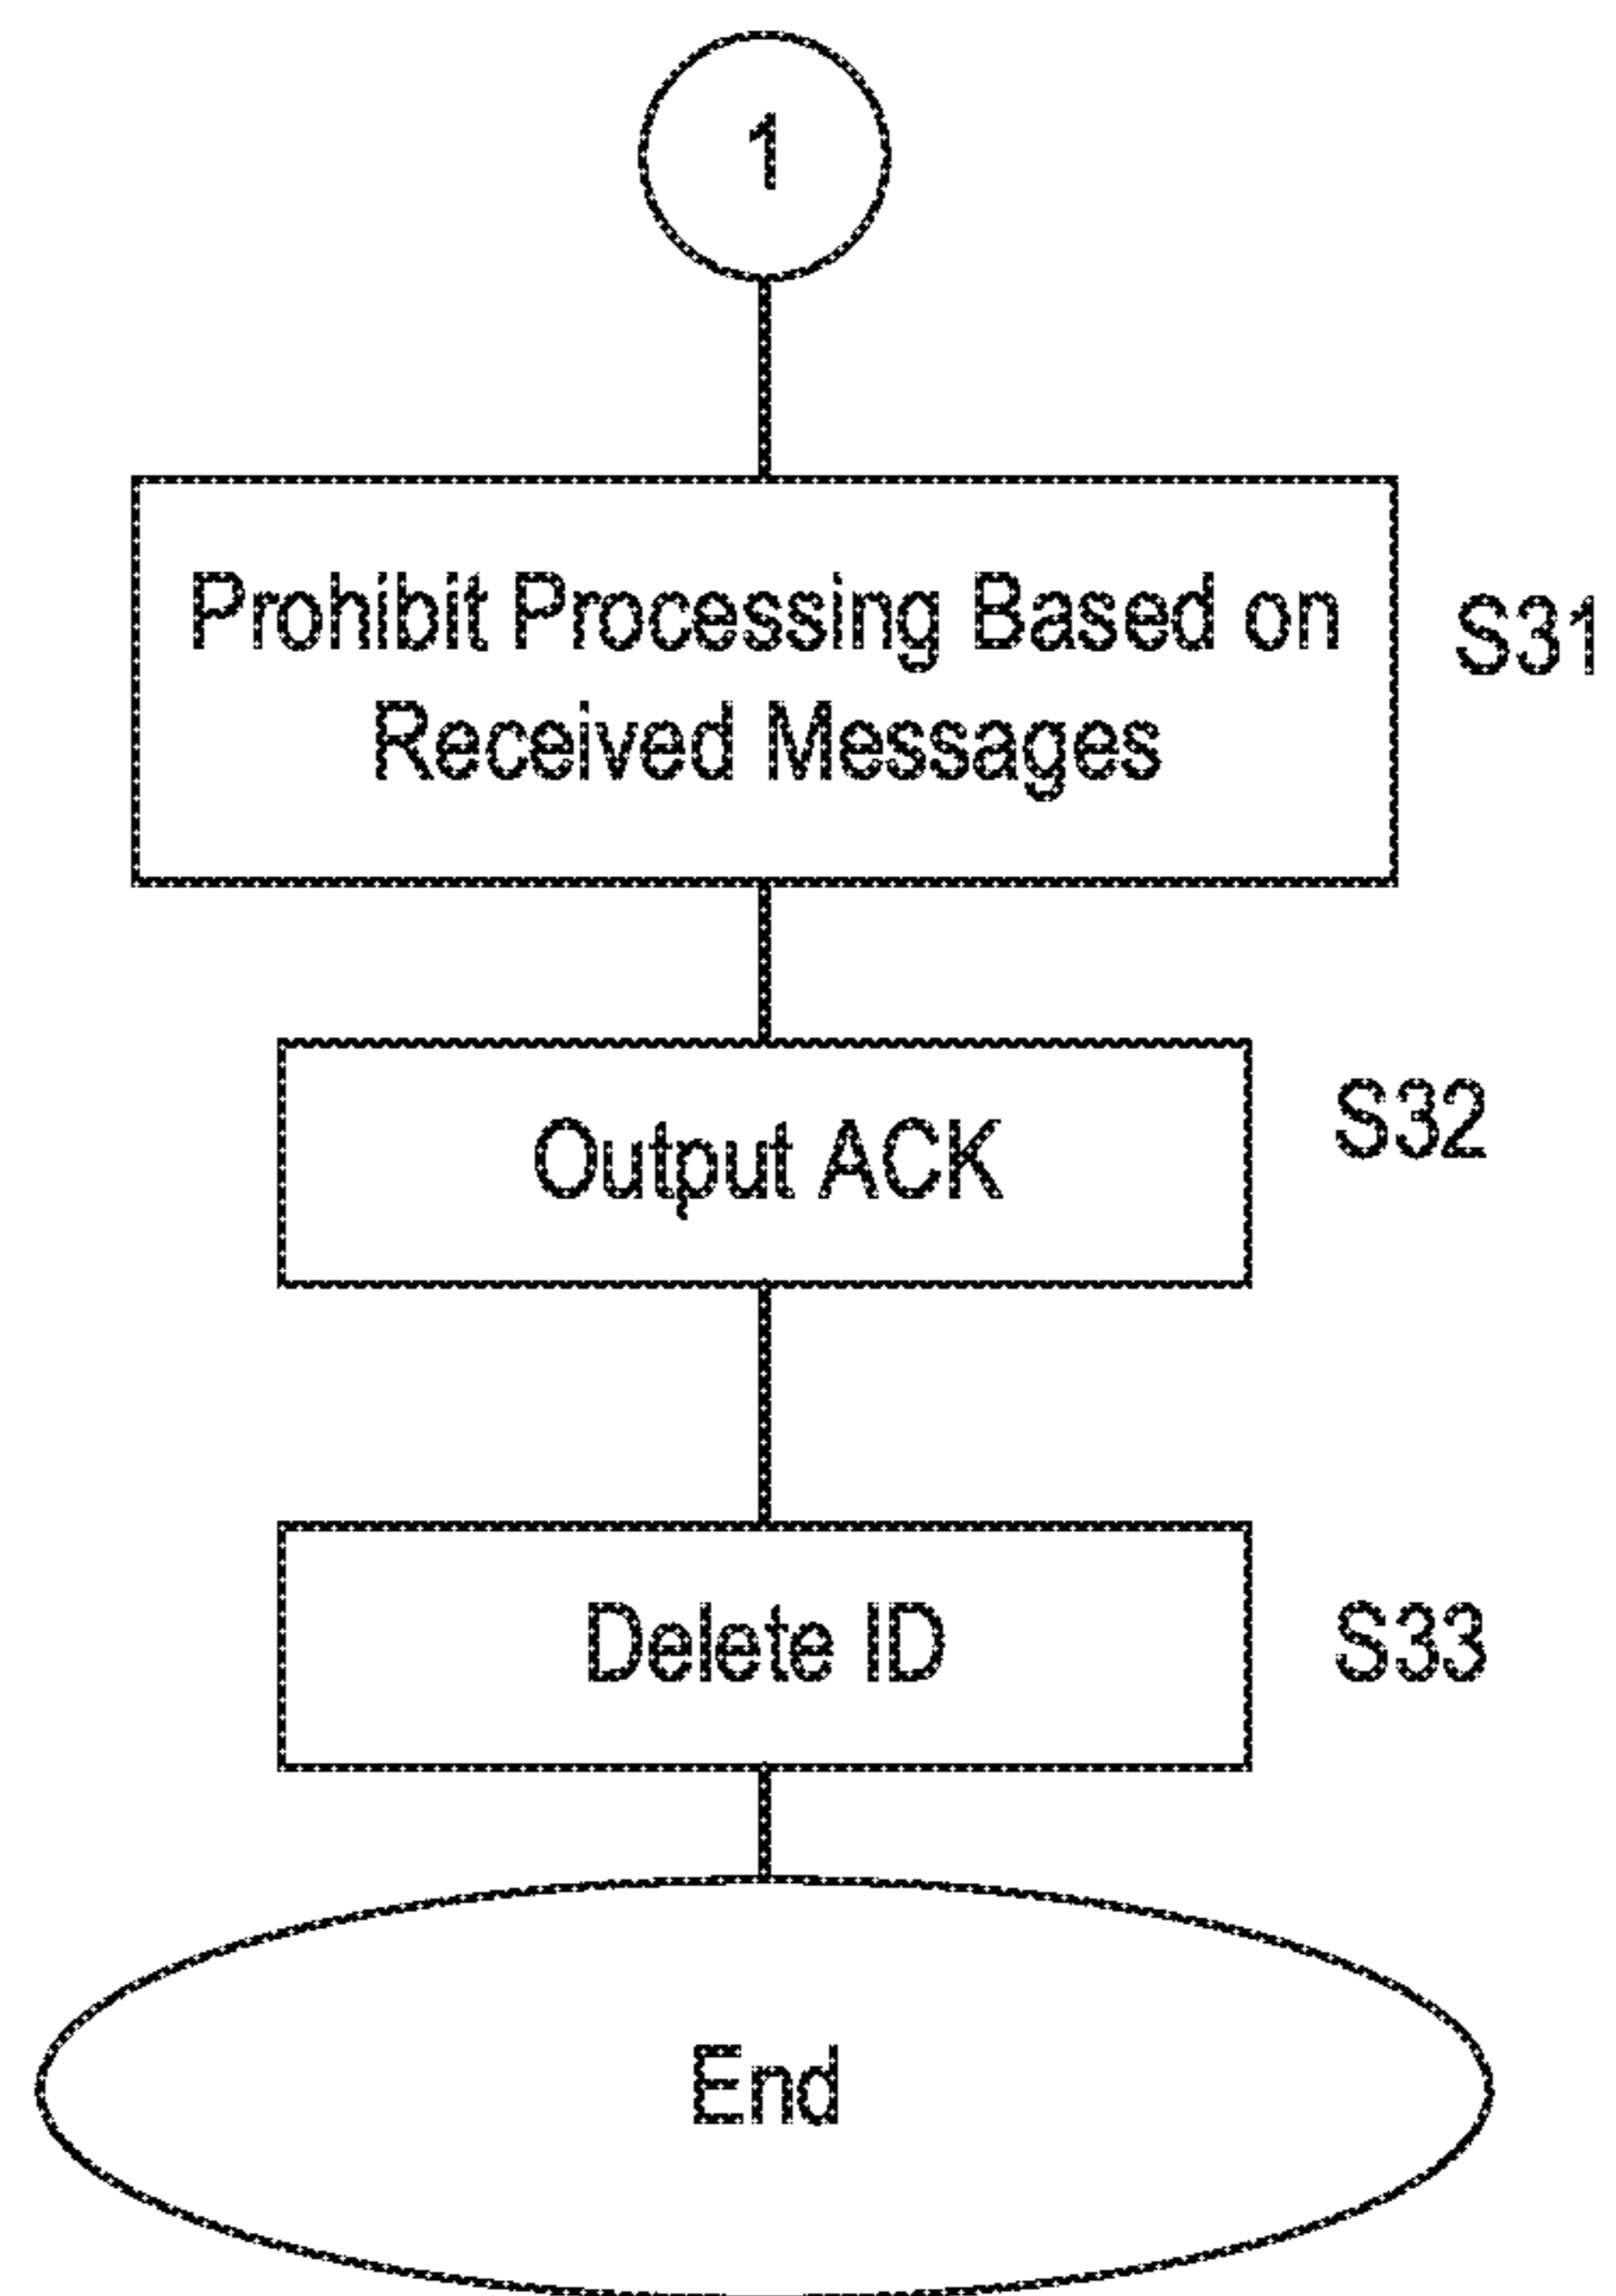 1
Prohibit Processing Based on
Received Messages
S31
Output ACK
S32
Delete ID
S33
End